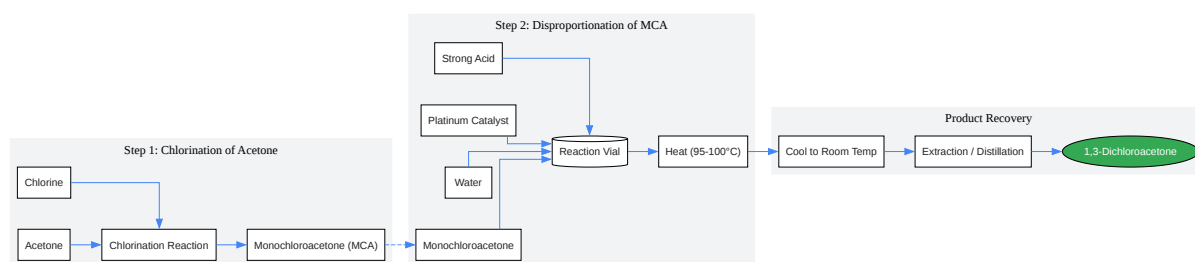 Step 1: Chlorination of Acetone
Chlorine
Acetone
Chlorination Reaction
Monochloroacetone (MCA)
Step 2: Disproportionation of MCA
Strong Acid
Platinum Catalyst
Water
Monochloroacetone
Reaction Vial
Heat (95-100°C)
Product Recovery
Cool to Room Temp
Extraction / Distillation
1,3-Dichloroacetone